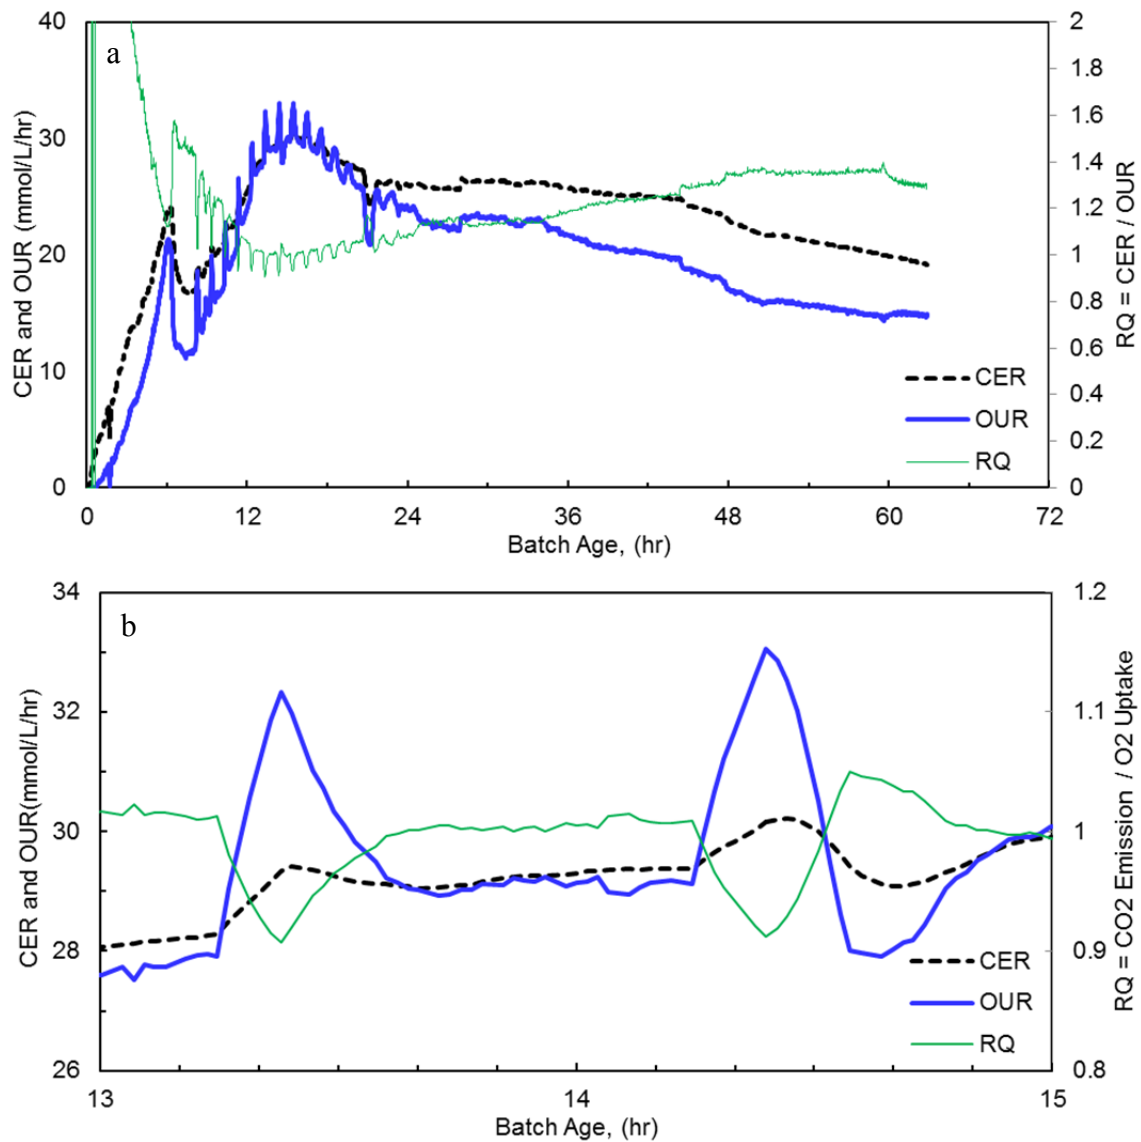 a
40
30
20
10
0
CER and OUR (mmol/L/hr)
2
1.8
1.6
1.4
1.2
1
0.8
0.6
0.4
0.2
0
RQ = CER / OUR
CER
OUR
RQ
0 12 24 36 48 60 72
Batch Age, (hr)
b
34
32
30
28
26
CER and OUR(mmol/L/hr)
1.2
1.1
1
0.9
0.8
RQ = CO2 Emission / O2 Uptake
CER
OUR
RQ
13 14 15
Batch Age, (hr)